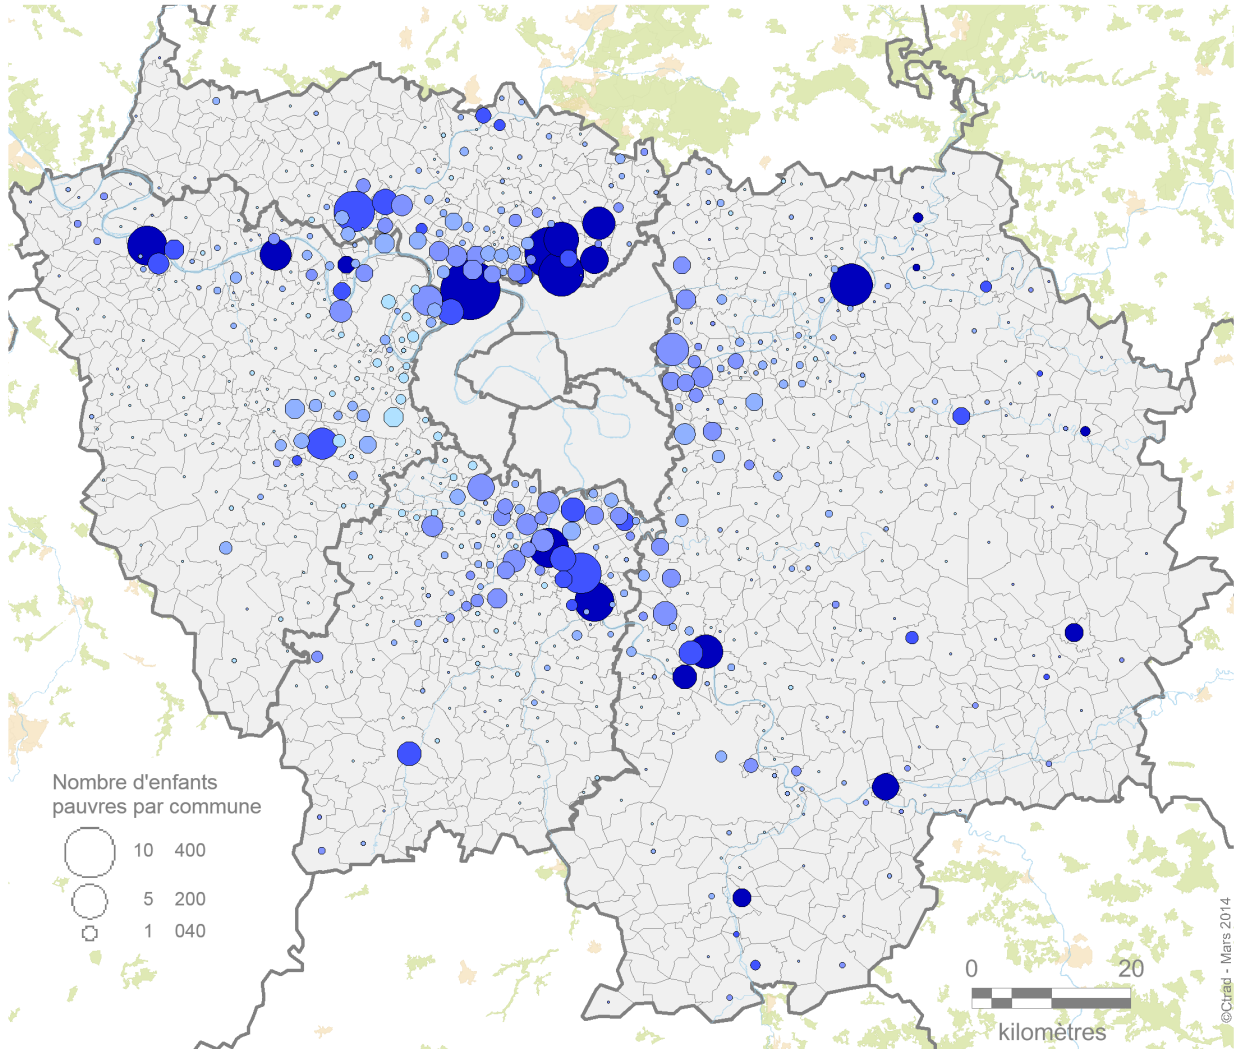 Nombre d'enfants
pauvres par commune
10 400
5 200
1 040
0 20
kilomètres
©Ctrad - Mars 2014